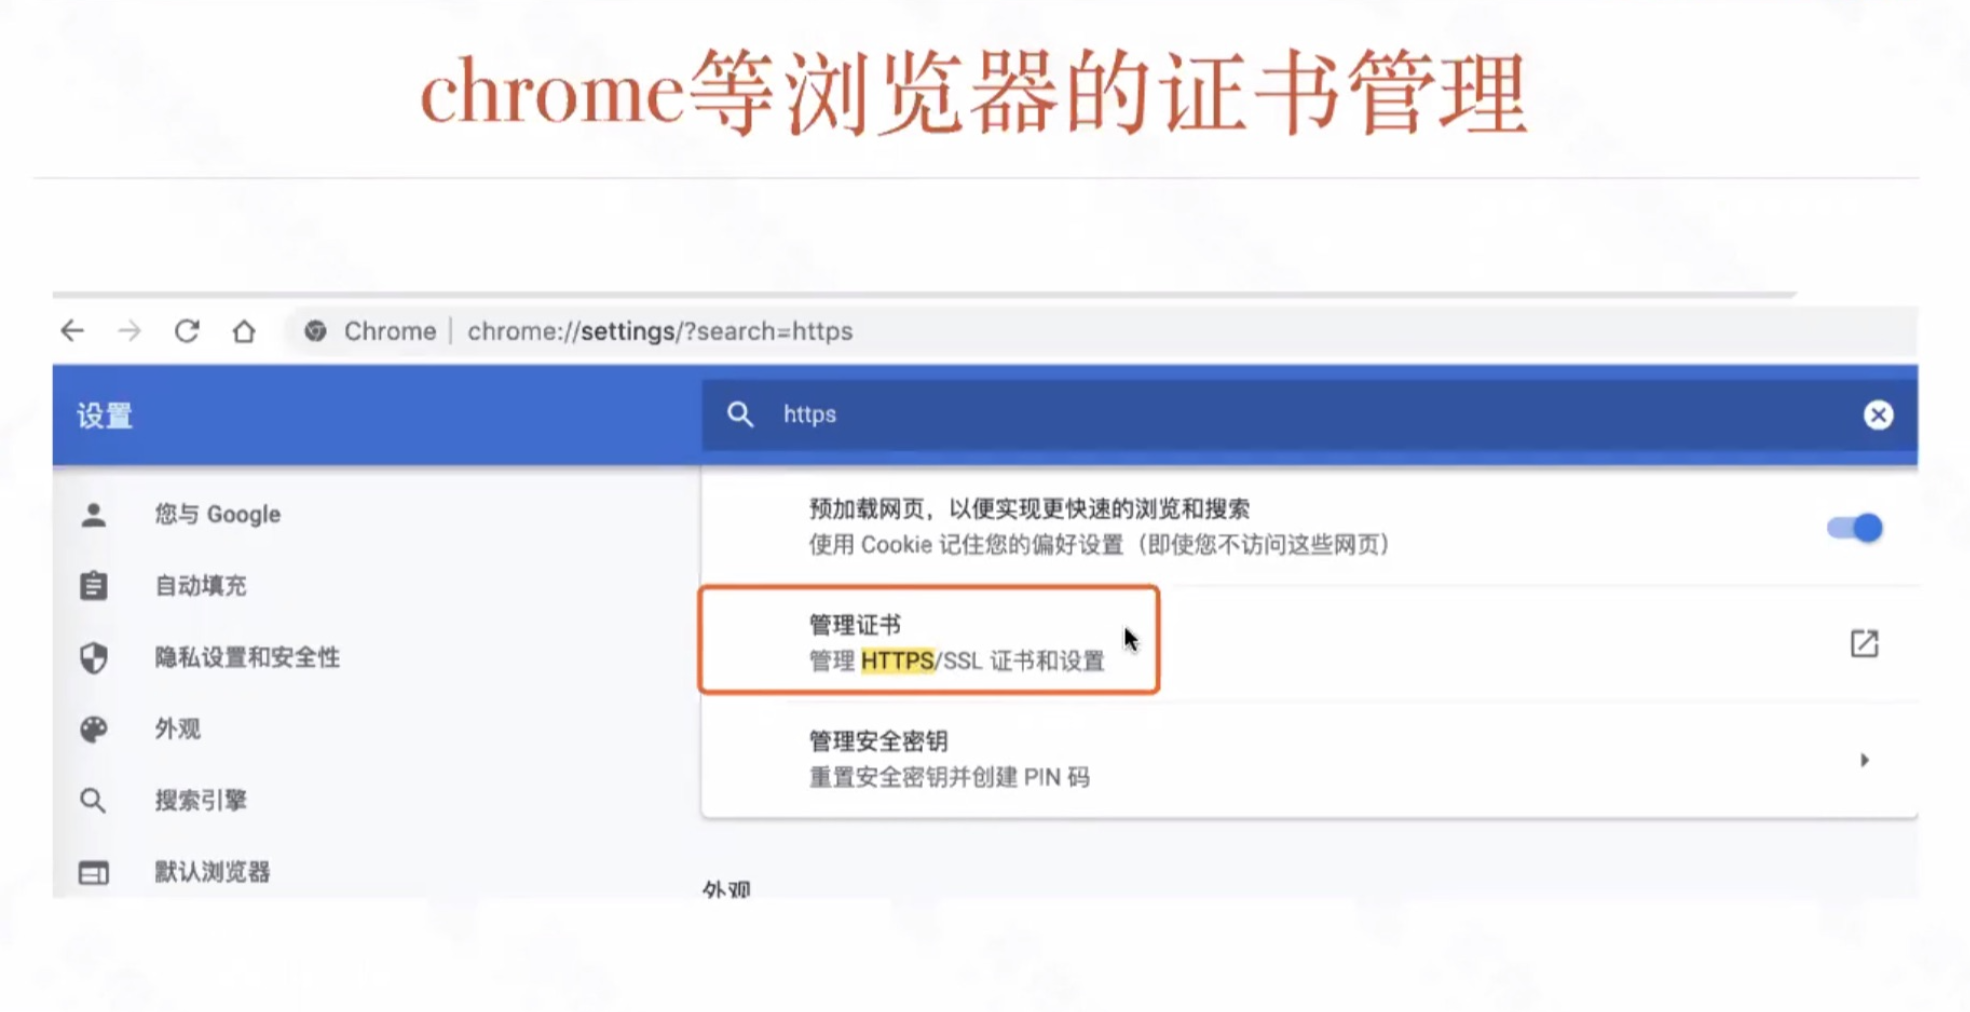 chrome等浏览器的证书管理
Chrome | chrome://settings/?search=https
设置
https
您与 Google
自动填充
隐私设置和安全性
外观
搜索引擎
默认浏览器
预加载网页，以便实现更快速的浏览和搜索
使用 Cookie 记住您的偏好设置（即使您不访问这些网页）
管理证书
管理 HTTPS/SSL 证书和设置
管理安全密钥
重置安全密钥并创建 PIN 码
外观